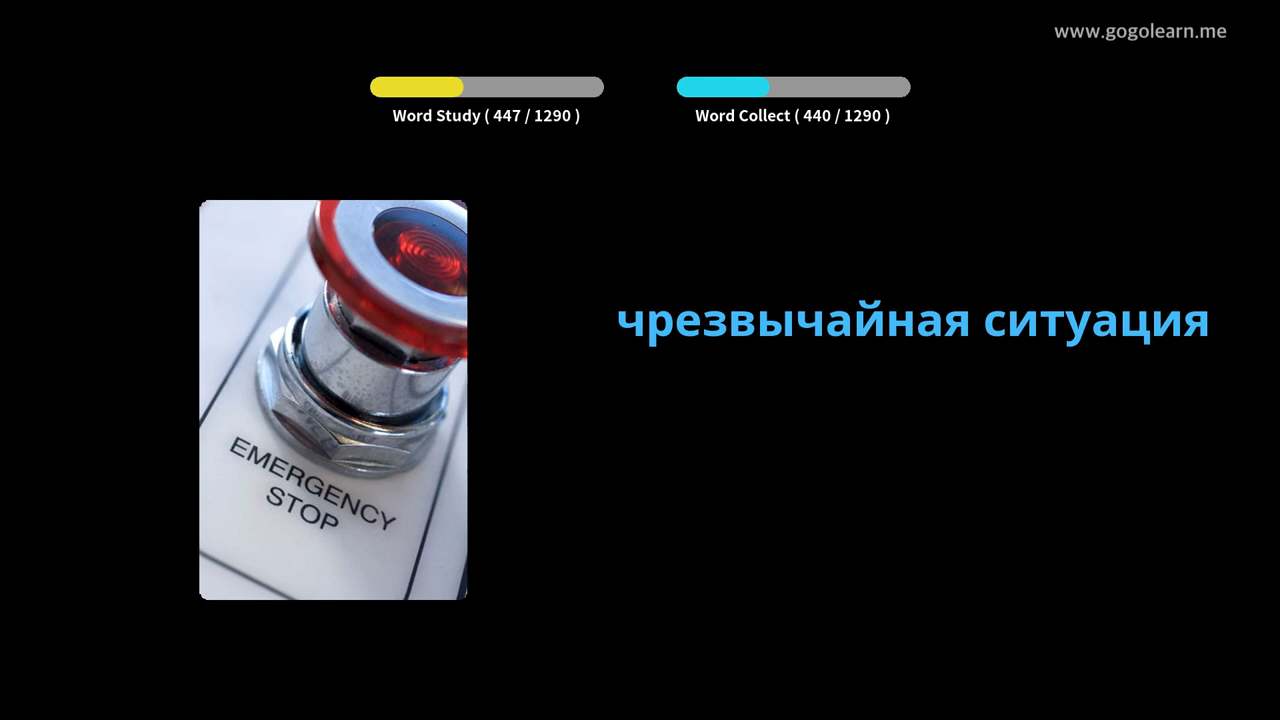 www.gogolearn.me
Word Study ( 447 / 1290 )
Word Collect ( 440 / 1290 )
чрезвычайная ситуация
EMERGENCY
STOP